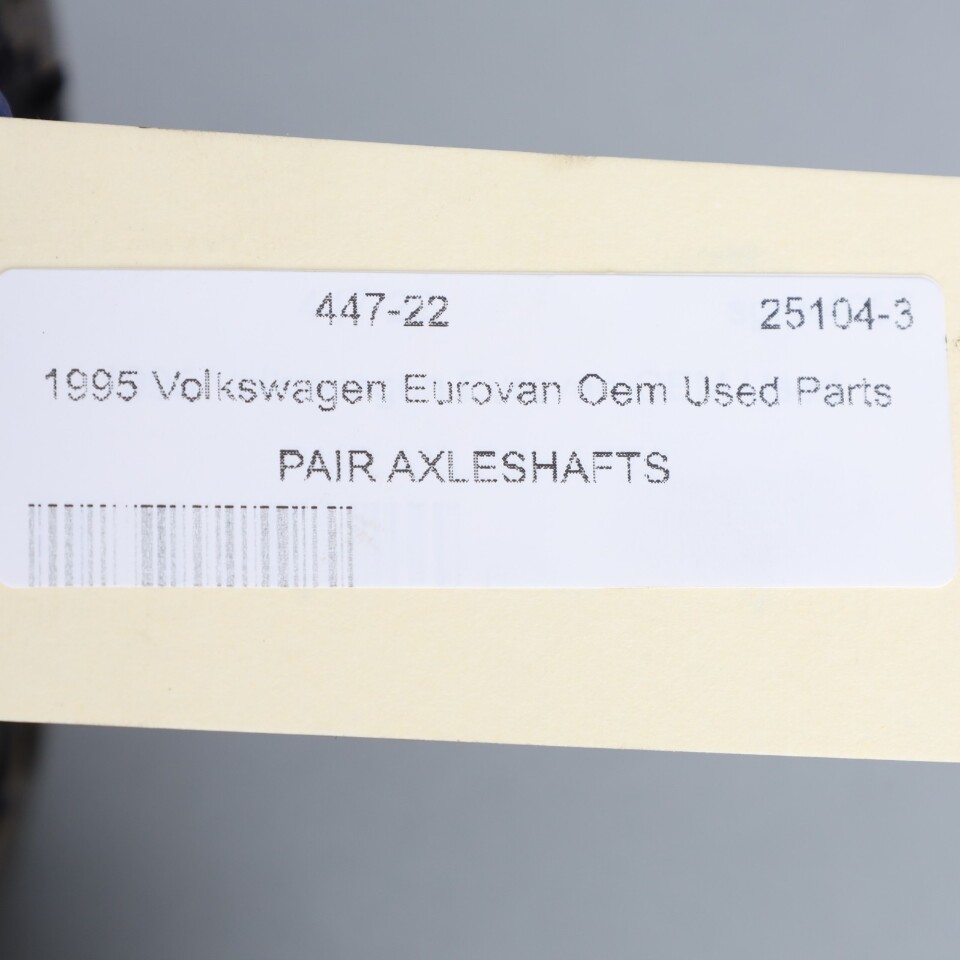 447-22 25104-3
1995 Volkswagen Eurovan Oem Used Parts
PAIR AXLESHAFTS